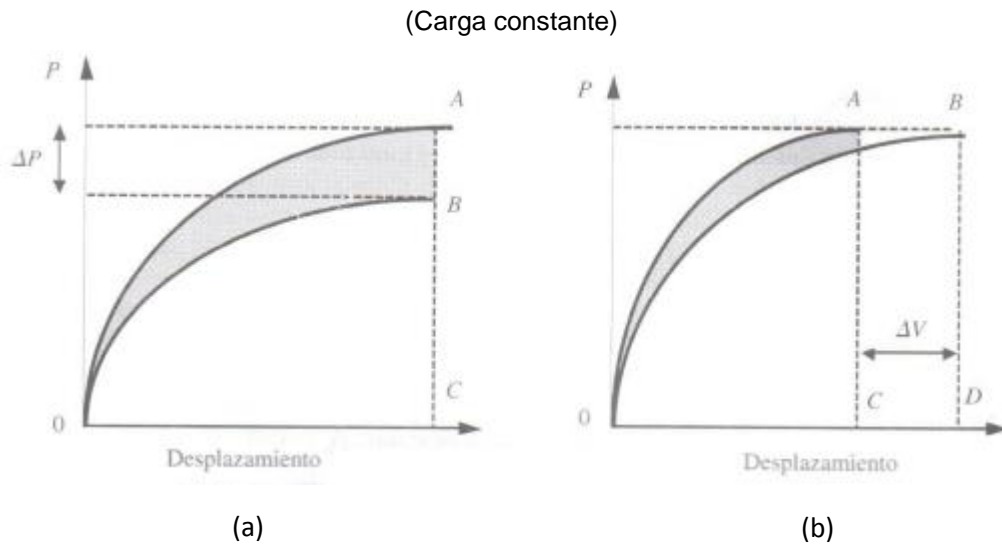 (Carga constante)
P
A
ΔP
B
C
0
Desplazamiento
(a)
P
A
B
ΔV
C
D
0
Desplazamiento
(b)